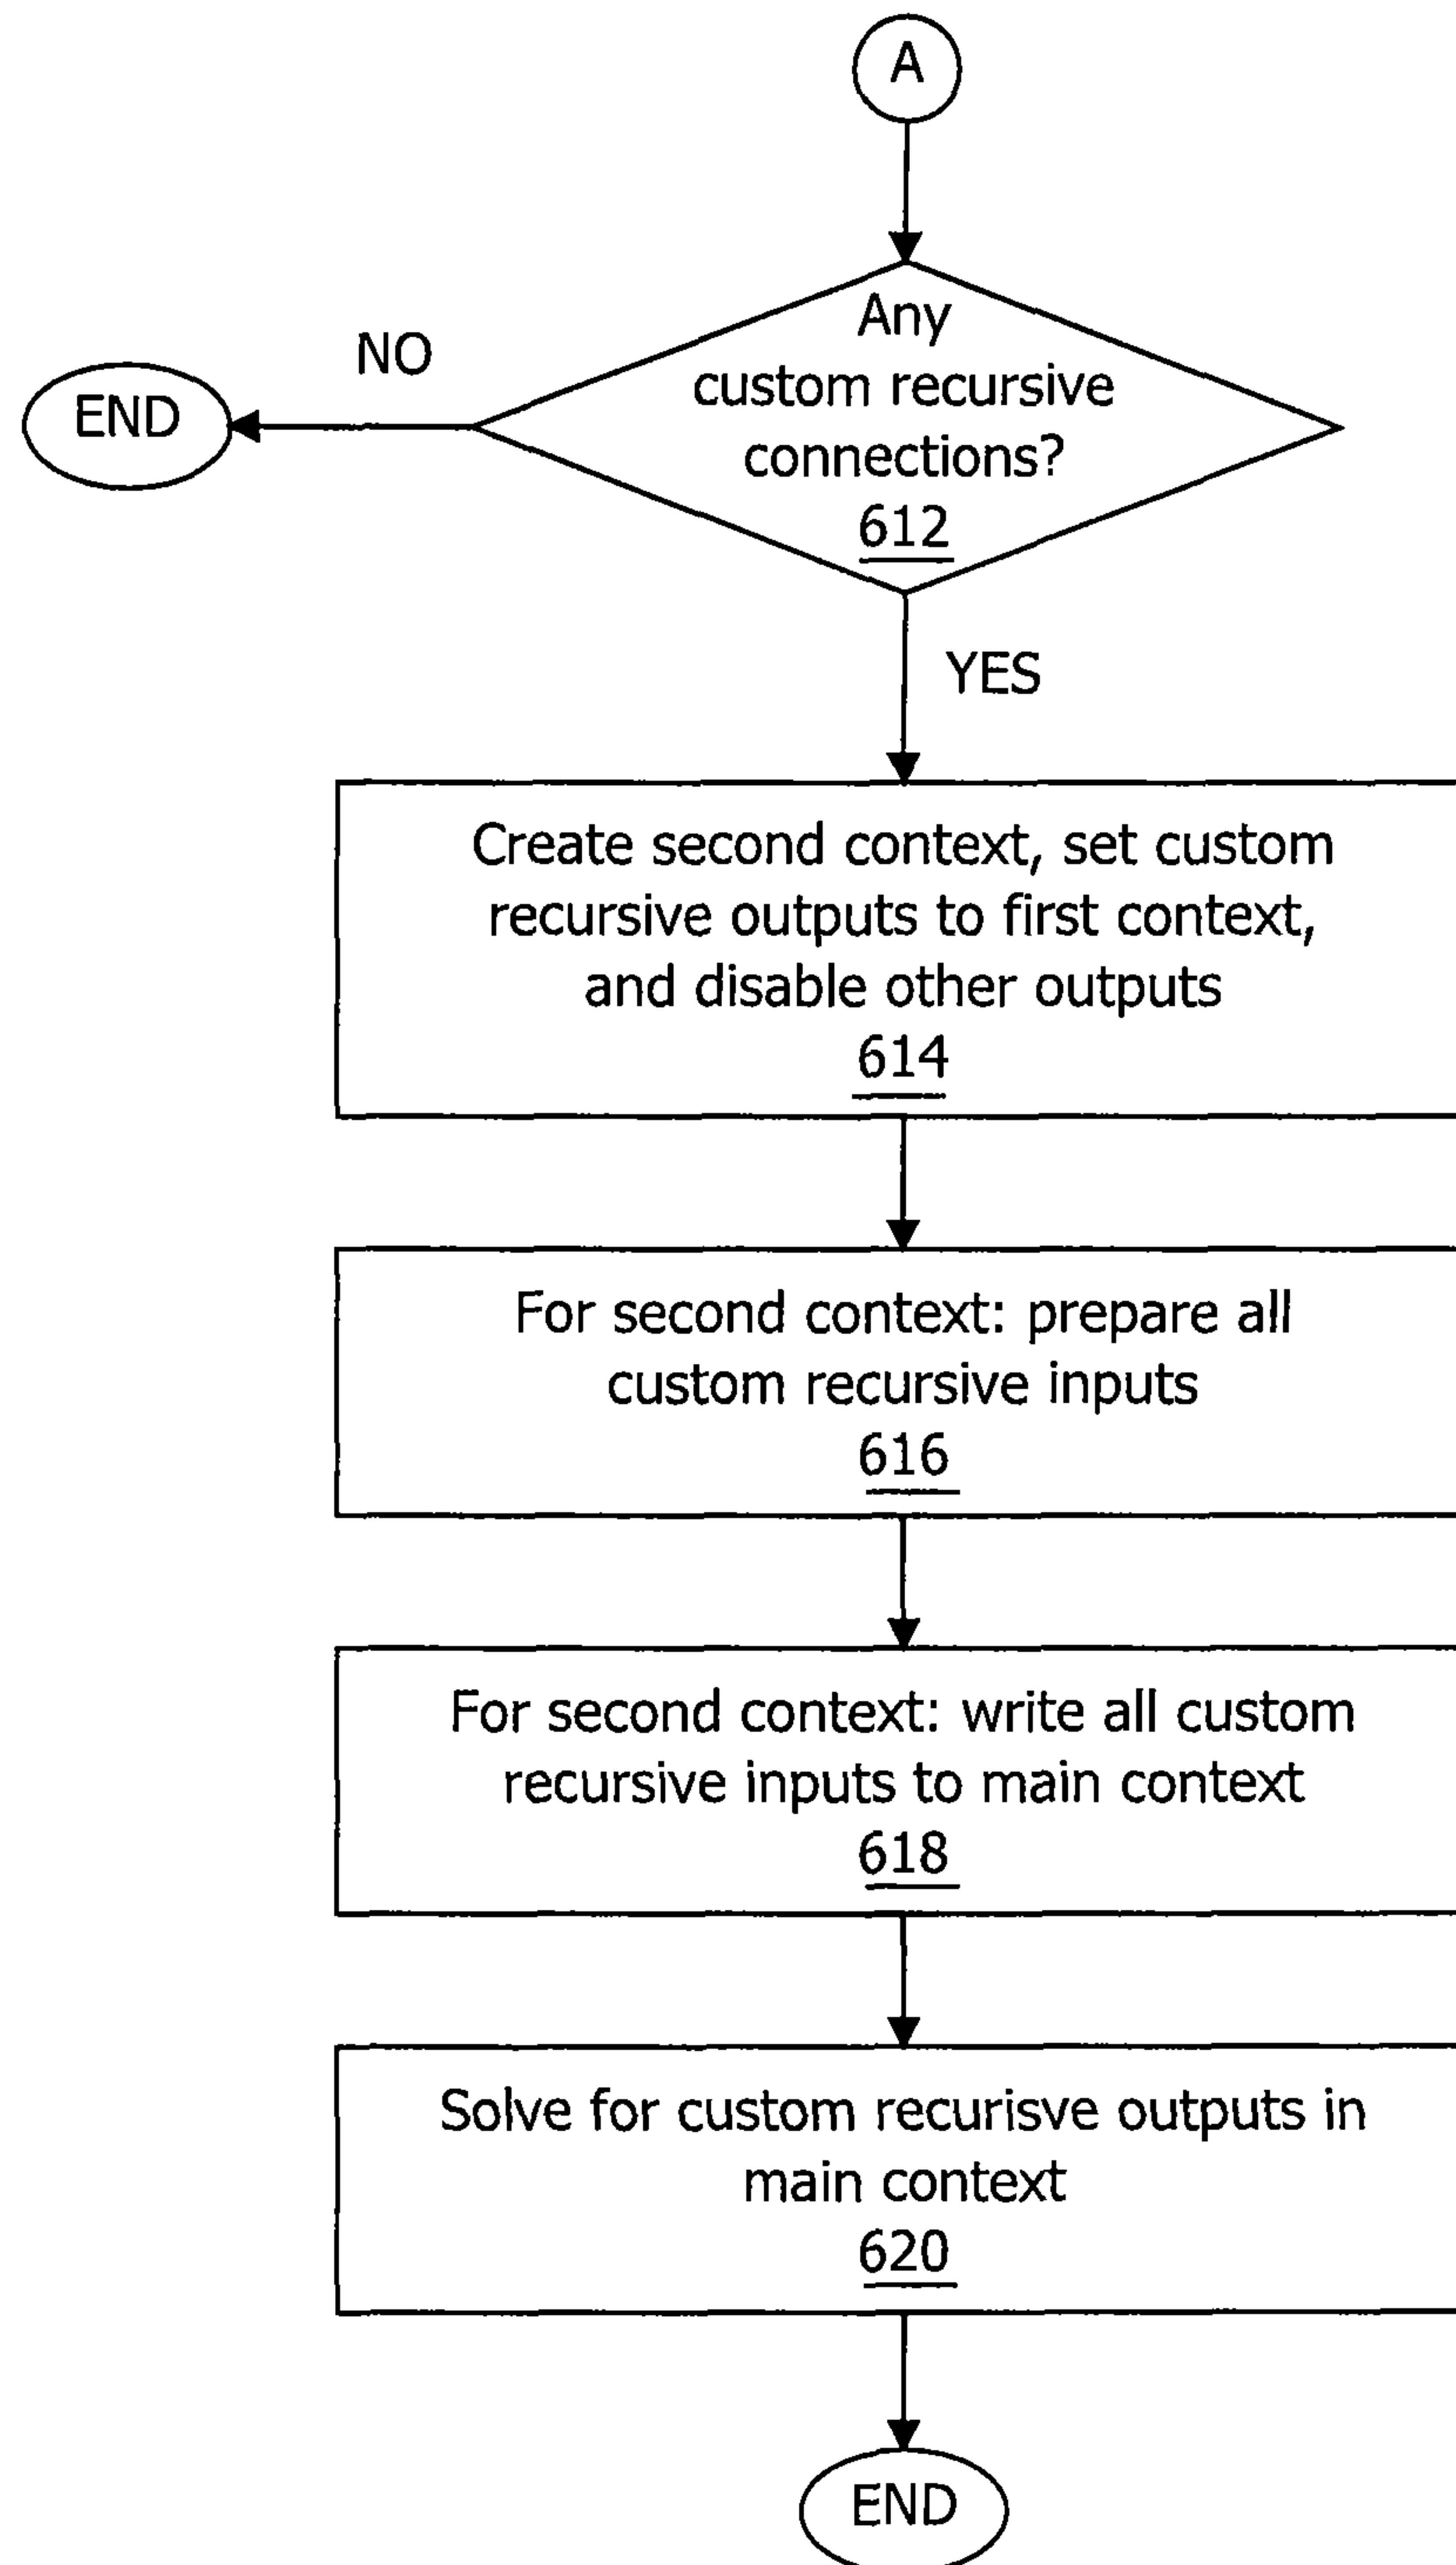 A
Any
custom recursive
connections?
612
NO
END
YES
Create second context, set custom
recursive outputs to first context,
and disable other outputs
614
For second context: prepare all
custom recursive inputs
616
For second context: write all custom
recursive inputs to main context
618
Solve for custom recurisve outputs in
main context
620
END